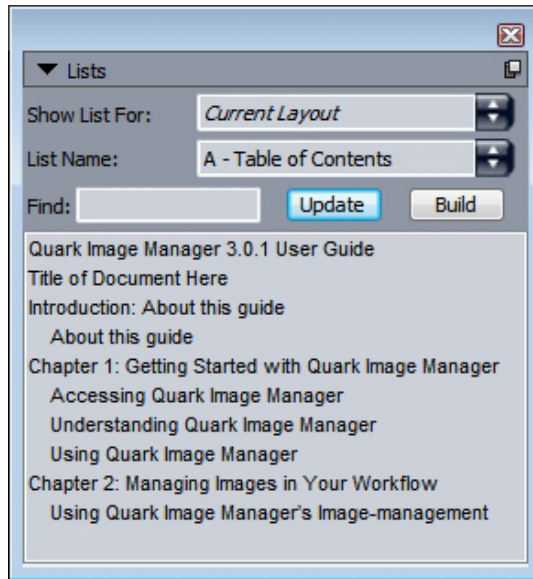 Lists
Show List For: Current Layout
List Name: A - Table of Contents
Find: Update Build
Quark Image Manager 3.0.1 User Guide
Title of Document Here
Introduction: About this guide
About this guide
Chapter 1: Getting Started with Quark Image Manager
Accessing Quark Image Manager
Understanding Quark Image Manager
Using Quark Image Manager
Chapter 2: Managing Images in Your Workflow
Using Quark Image Manager's Image-management